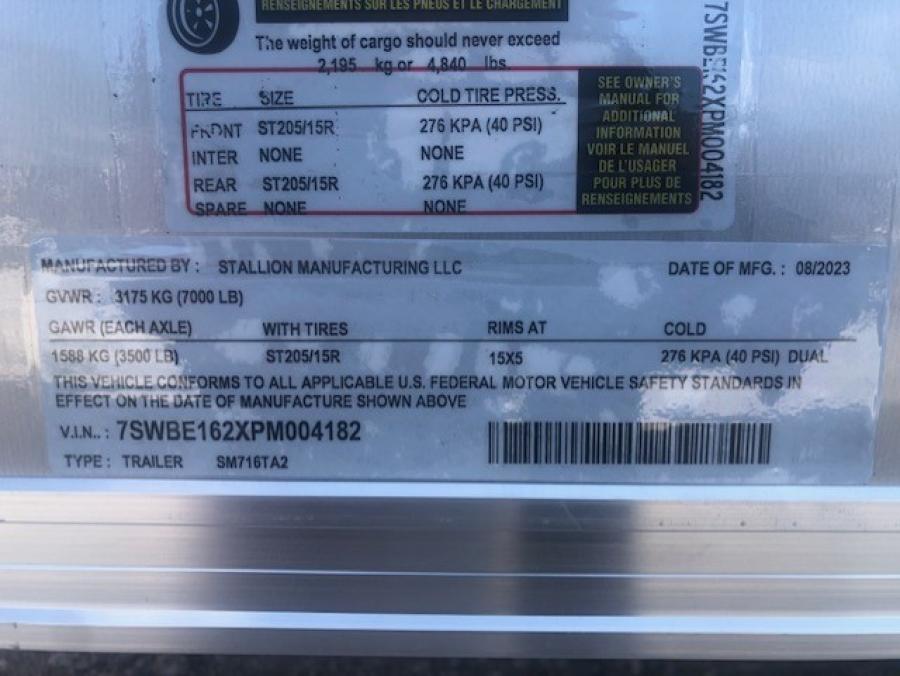 RENSEIGNEMENTS SUR LES PNEUS ET LE CHARGEMENT
The weight of cargo should never exceed
2,195 kg or 4,840 lbs.
TIRE SIZE COLD TIRE PRESS.
FRONT ST205/15R 276 KPA (40 PSI)
INTER NONE NONE
REAR ST205/15R 276 KPA (40 PSI)
SPARE NONE NONE
SEE OWNER'S
MANUAL FOR
ADDITIONAL
INFORMATION
VOIR LE MANUEL
DE L'USAGER
POUR PLUS DE
RENSEIGNEMENTS
7SWBE162XPM004182
MANUFACTURED BY : STALLION MANUFACTURING LLC DATE OF MFG. : 08/2023
GVWR : 3175 KG (7000 LB)
GAWR (EACH AXLE) WITH TIRES RIMS AT COLD
1588 KG (3500 LB) ST205/15R 15X5 276 KPA (40 PSI) DUAL
THIS VEHICLE CONFORMS TO ALL APPLICABLE U.S. FEDERAL MOTOR VEHICLE SAFETY STANDARDS IN
EFFECT ON THE DATE OF MANUFACTURE SHOWN ABOVE
V.I.N.. : 7SWBE162XPM004182
TYPE : TRAILER SM716TA2